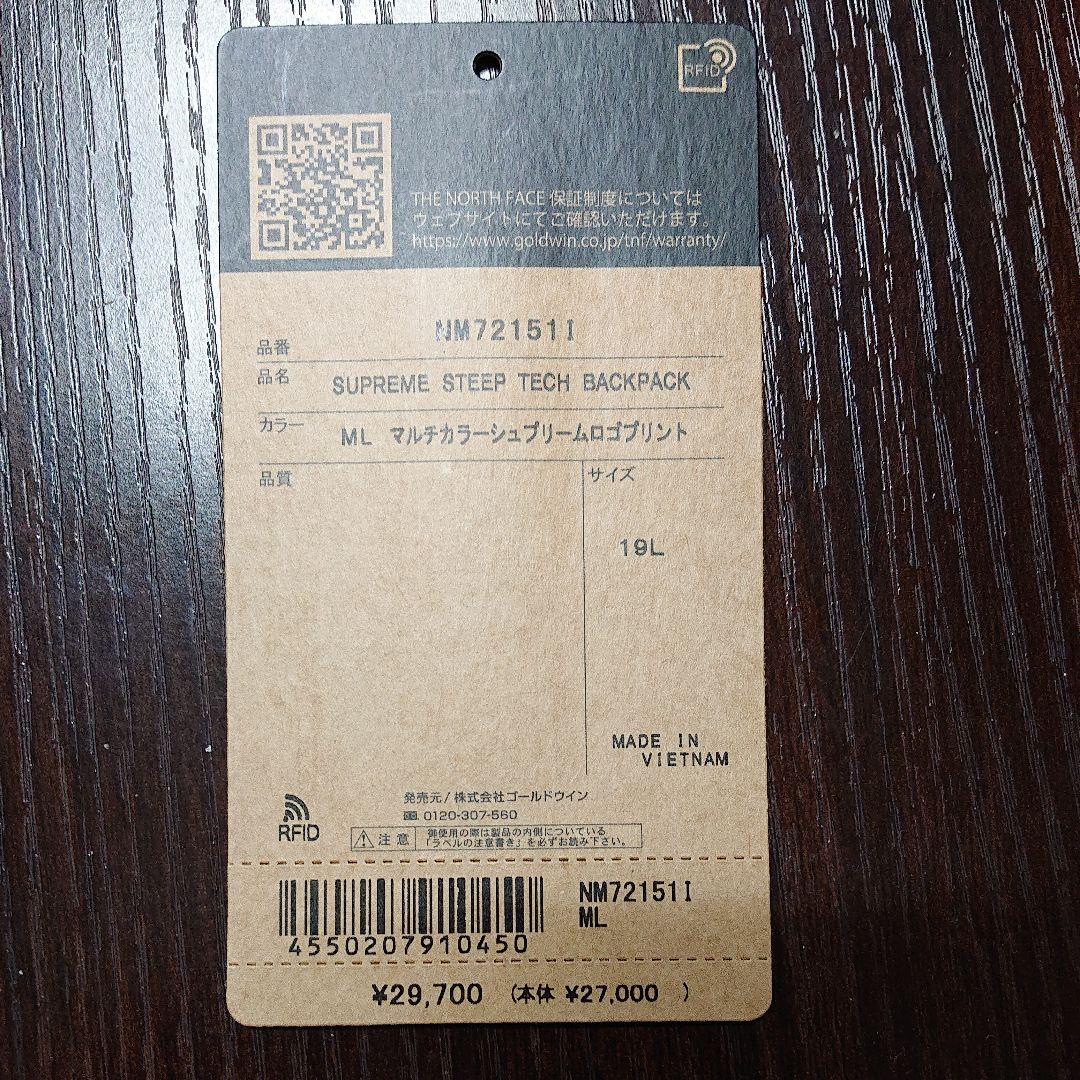 RFID
THE NORTH FACE 保証制度については
ウェブサイトにてご確認いただけます。
https://www.goldwin.co.jp/tnf/warranty/
品番 NM72151I
品名 SUPREME STEEP TECH BACKPACK
カラー ML マルチカラーシュプリームロゴプリント
品質
サイズ
19L
MADE IN
VIETNAM
発売元/株式会社ゴールドウイン
0120-307-560
RFID
注意
御使用の際は製品の内側についている
「ラベルの注意書き」を必ずお読み下さい。
4550207910450
NM72151I
ML
¥29,700 (本体 ¥27,000 )